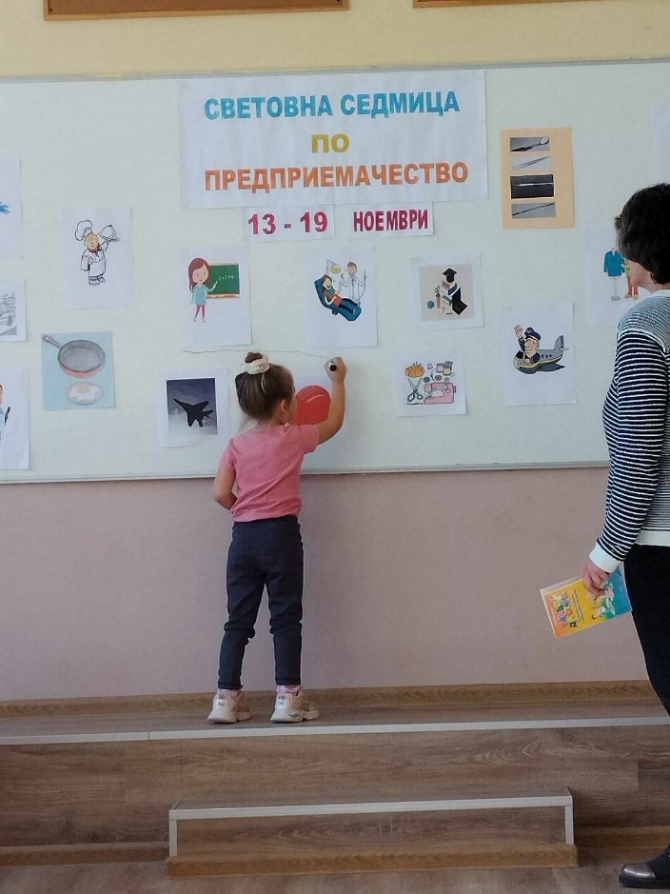 СВЕТОВНА СЕДМИЦА
ПО
ПРЕДПРИЕМАЧЕСТВО
13 - 19 НОЕМВРИ